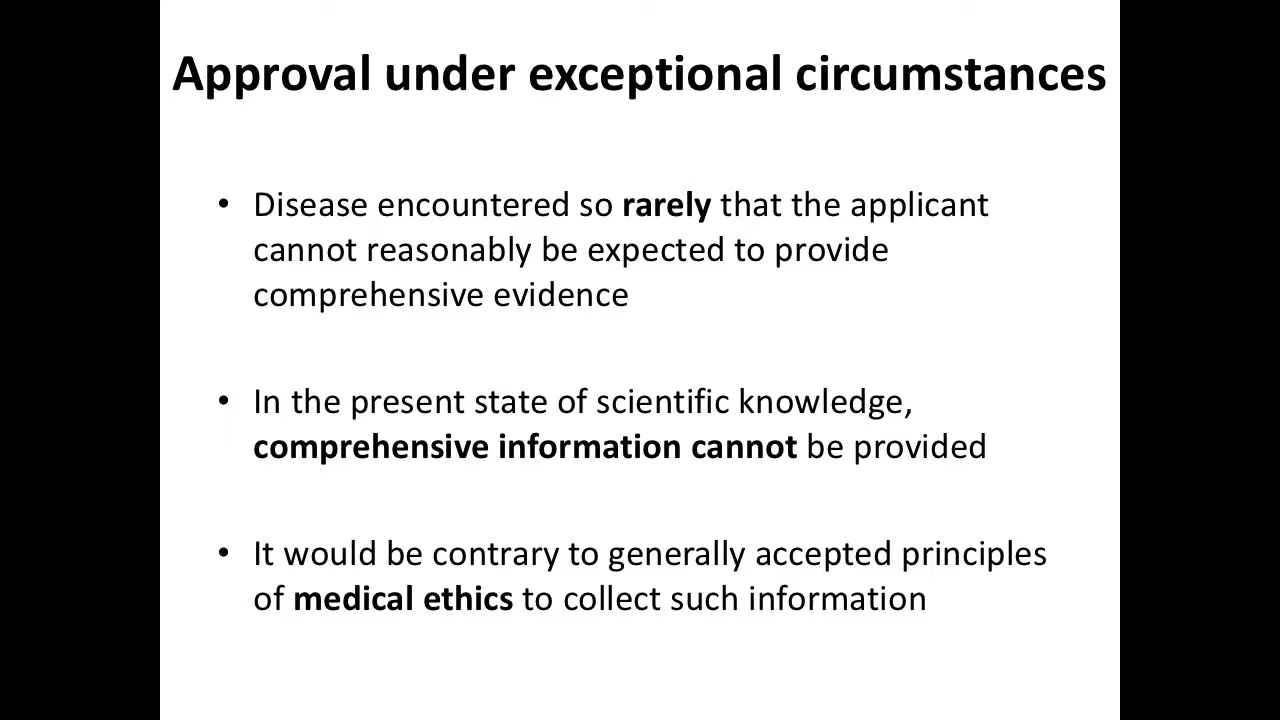 Approval under exceptional circumstances
• Disease encountered so rarely that the applicant
cannot reasonably be expected to provide
comprehensive evidence
• In the present state of scientific knowledge,
comprehensive information cannot be provided
• It would be contrary to generally accepted principles
of medical ethics to collect such information